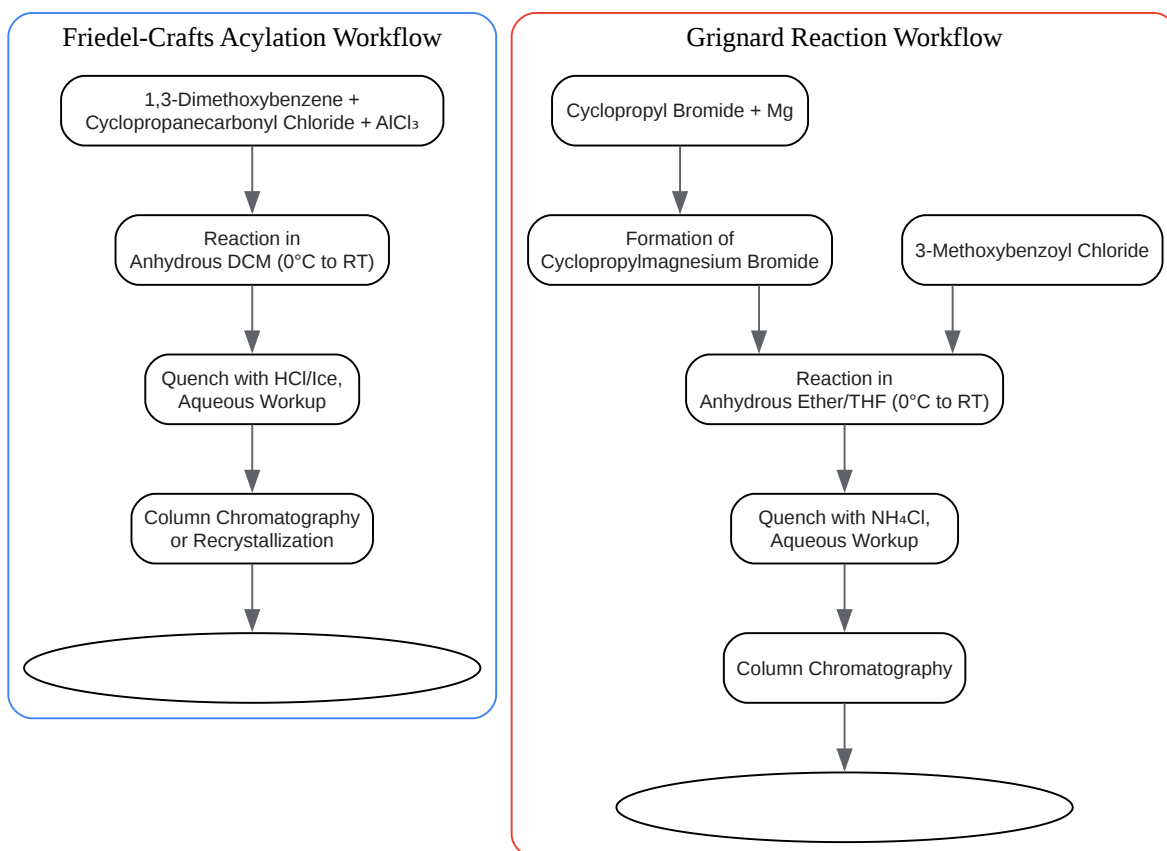 Friedel-Crafts Acylation Workflow
1,3-Dimethoxybenzene +
Cyclopropanecarbonyl Chloride + AlCl₃
Reaction in
Anhydrous DCM (0°C to RT)
Quench with HCl/Ice,
Aqueous Workup
Column Chromatography
or Recrystallization
Grignard Reaction Workflow
Cyclopropyl Bromide + Mg
Formation of
Cyclopropylmagnesium Bromide
3-Methoxybenzoyl Chloride
Reaction in
Anhydrous Ether/THF (0°C to RT)
Quench with NH₄Cl,
Aqueous Workup
Column Chromatography